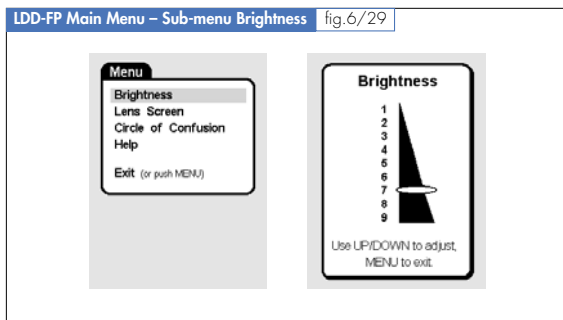 LDD-FP Main Menu – Sub-menu Brightness fig.6/29
Menu
Brightness
Lens Screen
Circle of Confusion
Help
Exit (or push MENU)
Brightness
1
2
3
4
5
6
7
8
9
Use UP/DOWN to adjust,
MENU to exit.